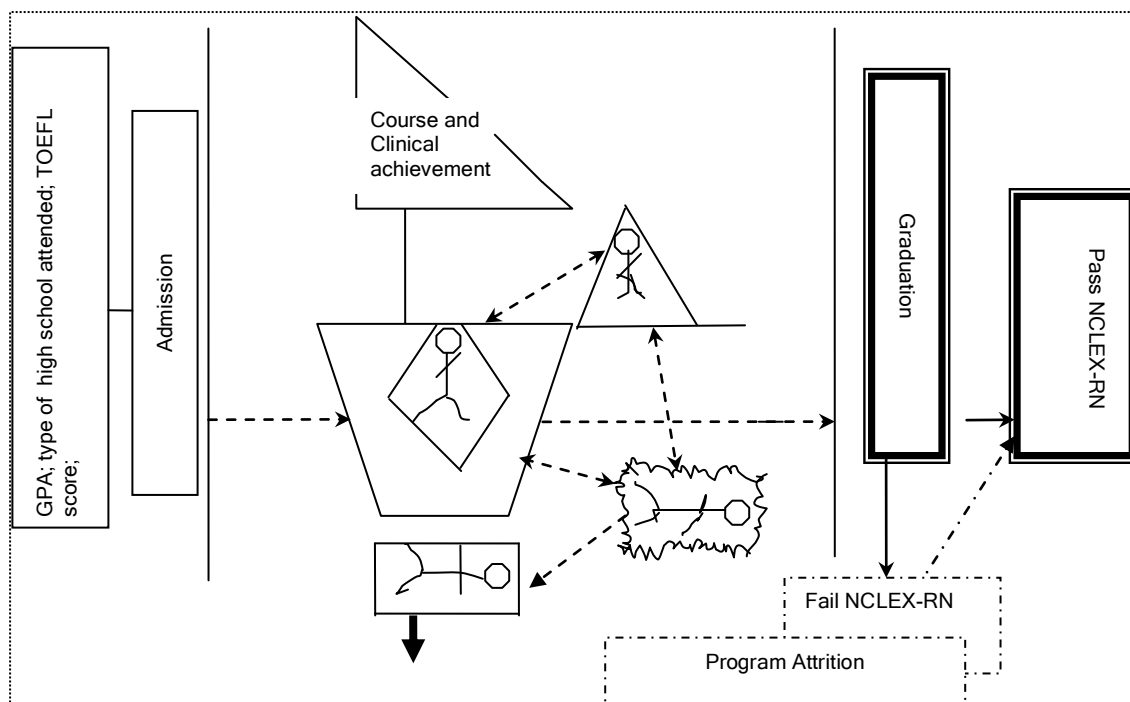 GPA; type of high school attended; TOEFL
score;
Admission
Course and
Clinical
achievement
Graduation
Pass NCLEX-RN
Fail NCLEX-RN
Program Attrition